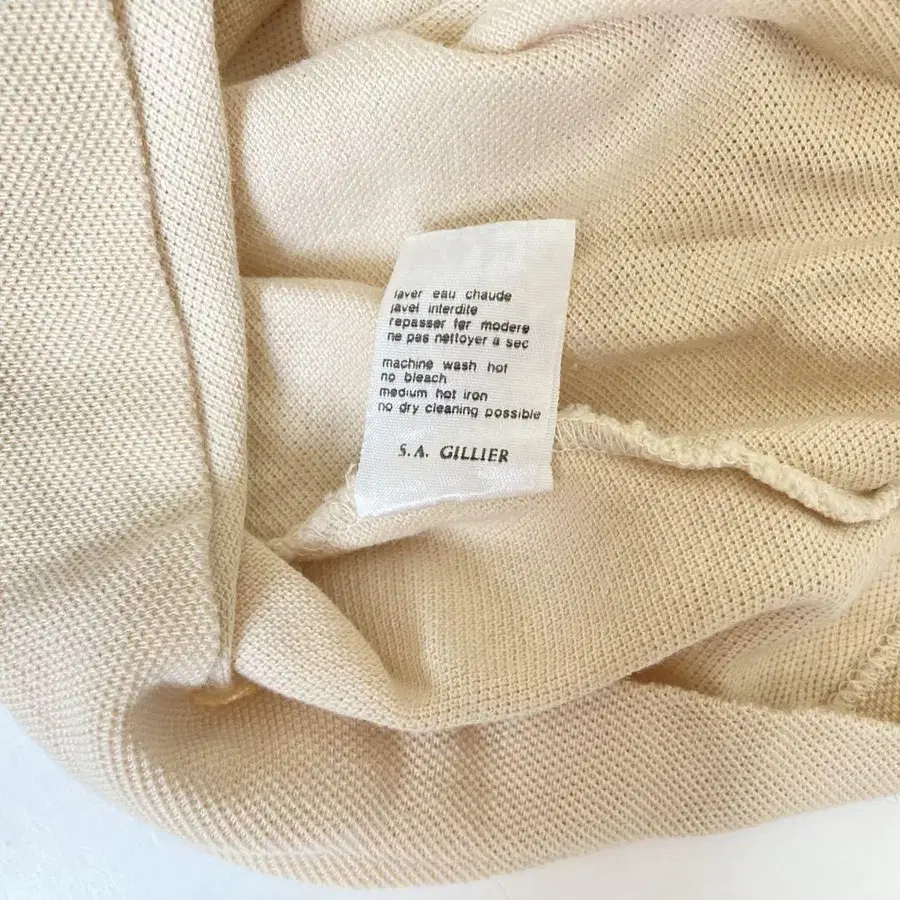 laver eau chaude
javel interdite
repasser fer modere
ne pas nettoyer a sec
machine wash hot
no bleach
medium hot iron
no dry cleaning possible
S.A. GILLIER